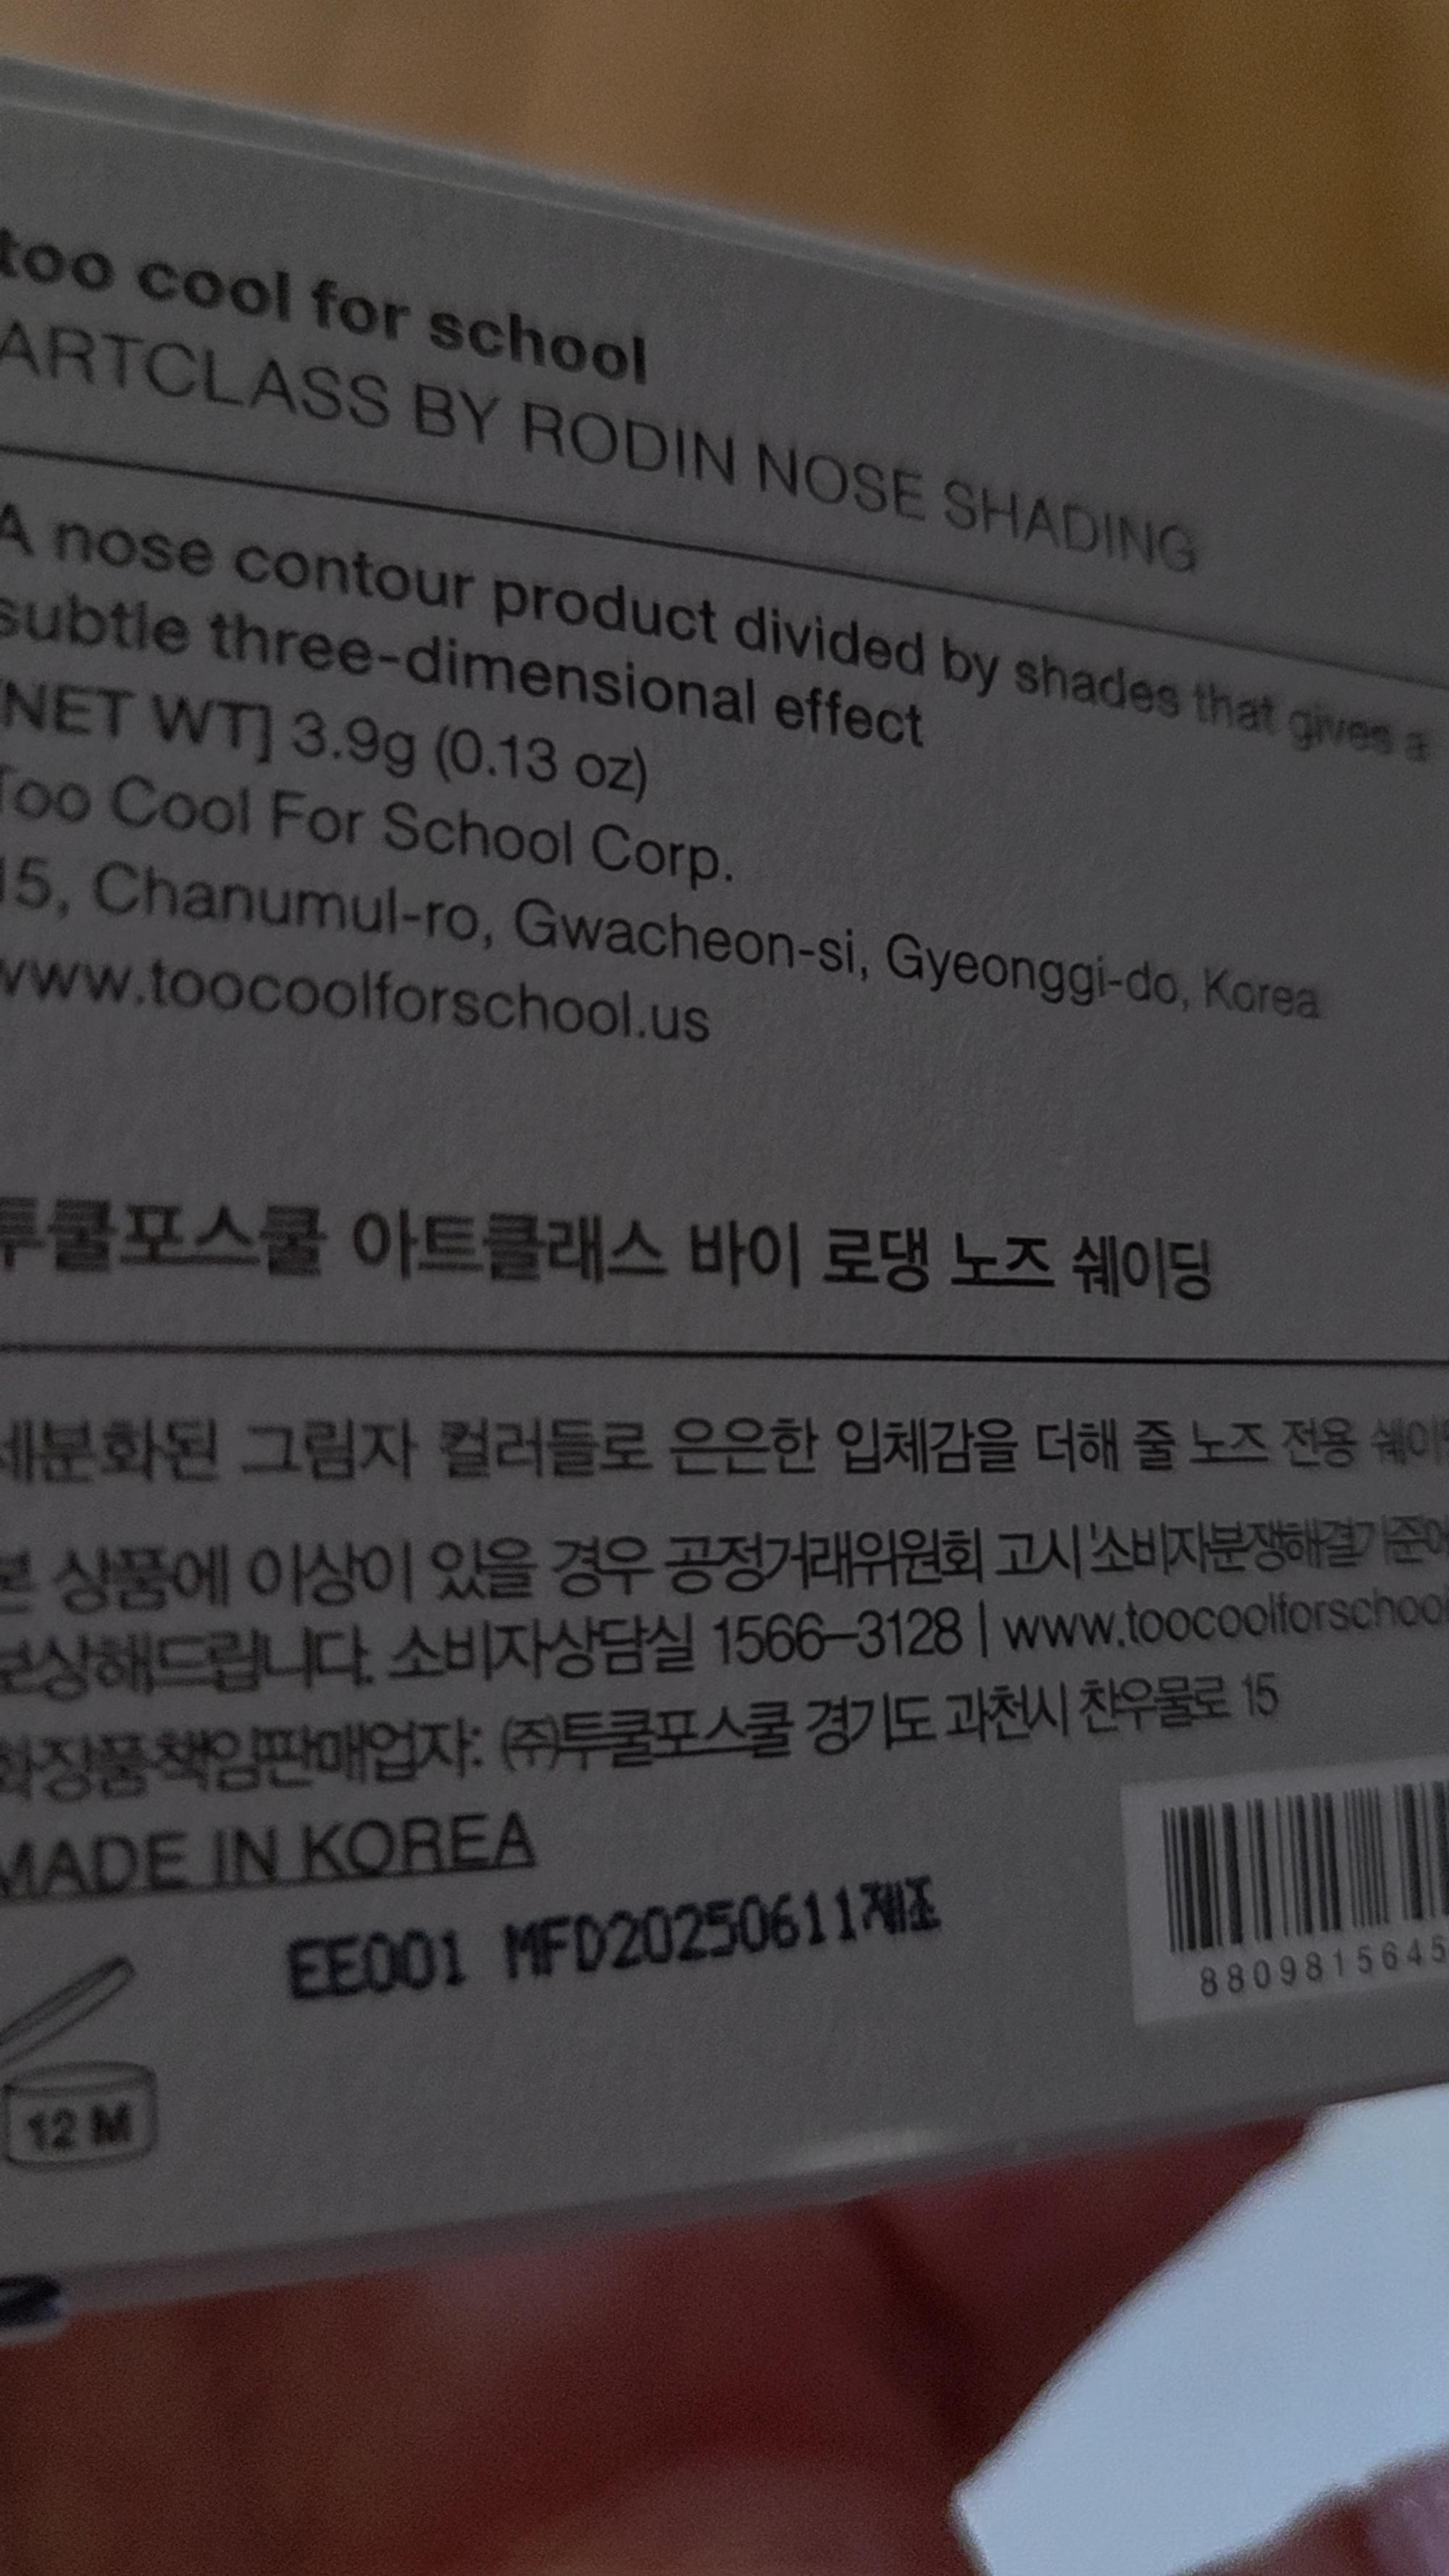 too cool for school
ARTCLASS BY RODIN NOSE SHADING
A nose contour product divided by shades that gives a
subtle three-dimensional effect
[NET WT] 3.9g (0.13 oz)
Too Cool For School Corp.
15, Chanumul-ro, Gwacheon-si, Gyeonggi-do, Korea
www.toocoolforschool.us
투쿨포스쿨 아트클래스 바이 로댕 노즈 쉐이딩
세분화된 그림자 컬러들로 은은한 입체감을 더해 줄 노즈 전용
본 상품에 이상이 있을 경우 공정거래위원회 고시 '소비자분쟁해결기준에
보상해드립니다. 소비자상담실 1566-3128 | www.toocoolforschool
화장품책임판매업자: ㈜투쿨포스쿨 경기도 과천시 찬우물로 15
MADE IN KOREA
EE001 MFD20250611제조
8809815645
12 M